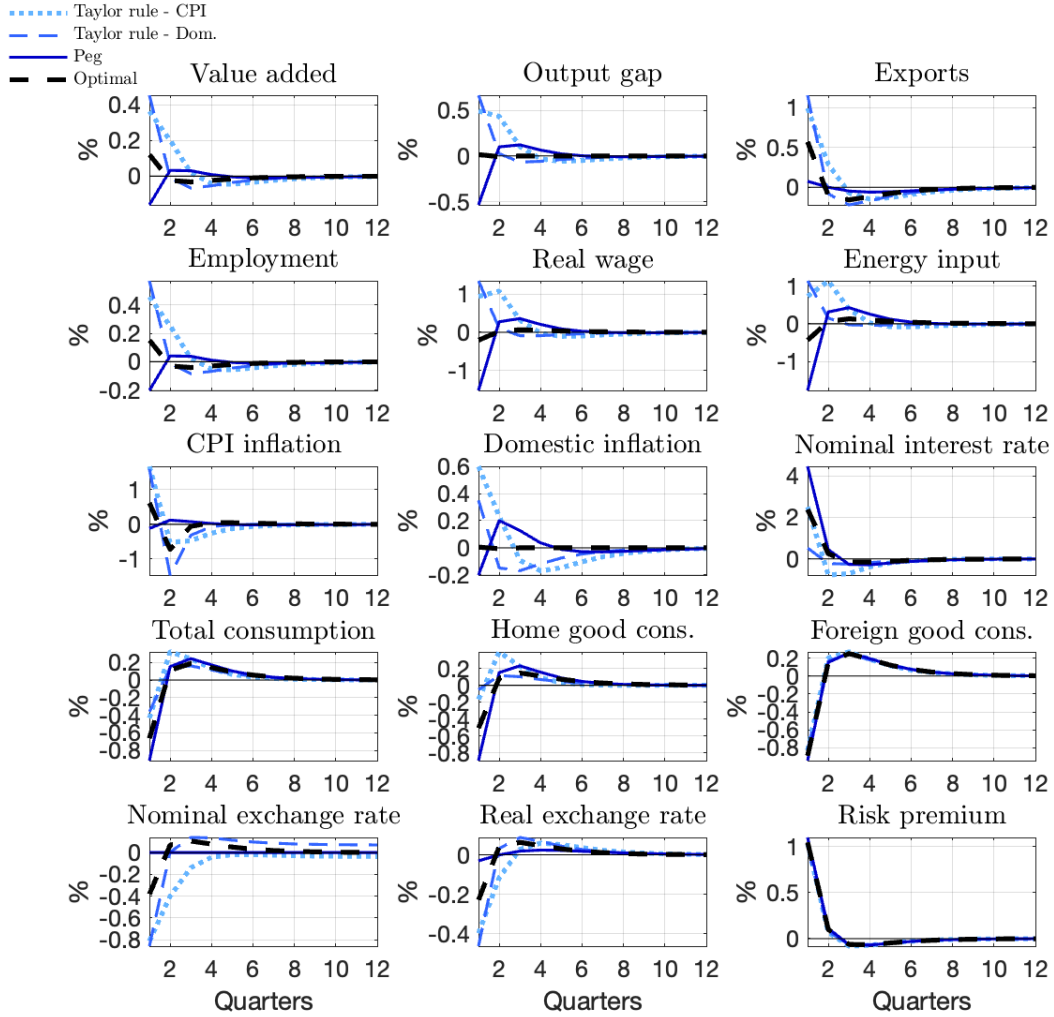 Taylor rule - CPI
Taylor rule - Dom.
Peg
Optimal
Value added
Output gap
Exports
%
0.4
0.2
0
2 4 6 8 10 12
%
0.5
0
-0.5
2 4 6 8 10 12
%
1
0.5
0
2 4 6 8 10 12
Employment
Real wage
Energy input
%
0.4
0.2
0
-0.2
2 4 6 8 10 12
%
1
0
-1
2 4 6 8 10 12
%
1
0
-1
2 4 6 8 10 12
CPI inflation
Domestic inflation
Nominal interest rate
%
1
0
-1
2 4 6 8 10 12
%
0.6
0.4
0.2
0
-0.2
2 4 6 8 10 12
%
4
2
0
2 4 6 8 10 12
Total consumption
Home good cons.
Foreign good cons.
%
0.2
0
-0.2
-0.4
-0.6
-0.8
2 4 6 8 10 12
%
0.2
0
-0.2
-0.4
-0.6
-0.8
2 4 6 8 10 12
%
0.2
0
-0.2
-0.4
-0.6
-0.8
2 4 6 8 10 12
Nominal exchange rate
Real exchange rate
Risk premium
%
0
-0.2
-0.4
-0.6
-0.8
2 4 6 8 10 12
Quarters
%
0
-0.2
-0.4
2 4 6 8 10 12
Quarters
%
0.5
0
2 4 6 8 10 12
Quarters